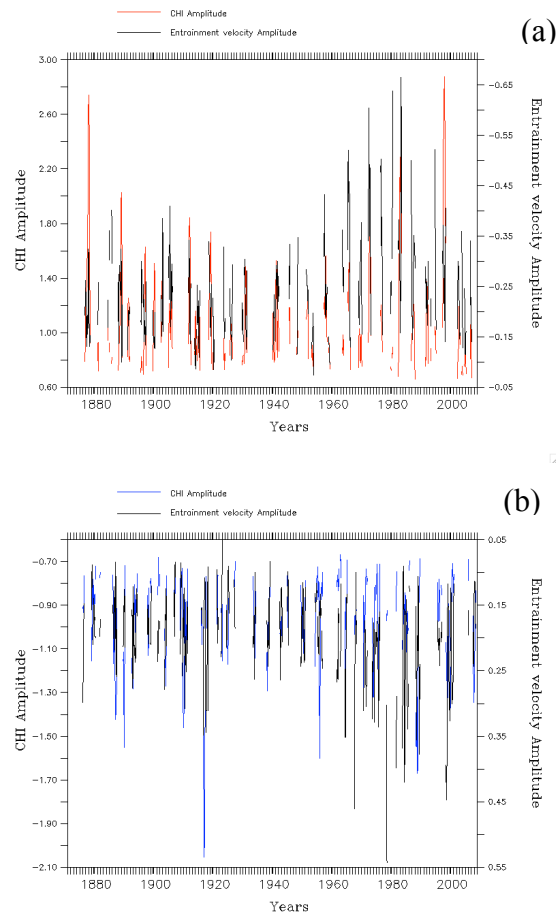 CHI Amplitude
Entrainment velocity Amplitude
(a)
3.00
2.60
2.20
1.80
1.40
1.00
0.60
CHI Amplitude
-0.65
-0.55
-0.45
-0.35
-0.25
-0.15
-0.05
Entrainment velocity Amplitude
1880 1900 1920 1940 1960 1980 2000
Years
CHI Amplitude
Entrainment velocity Amplitude
(b)
-0.70
-0.90
-1.10
-1.30
-1.50
-1.70
-1.90
-2.10
CHI Amplitude
0.05
0.15
0.25
0.35
0.45
0.55
Entrainment velocity Amplitude
1880 1900 1920 1940 1960 1980 2000
Years